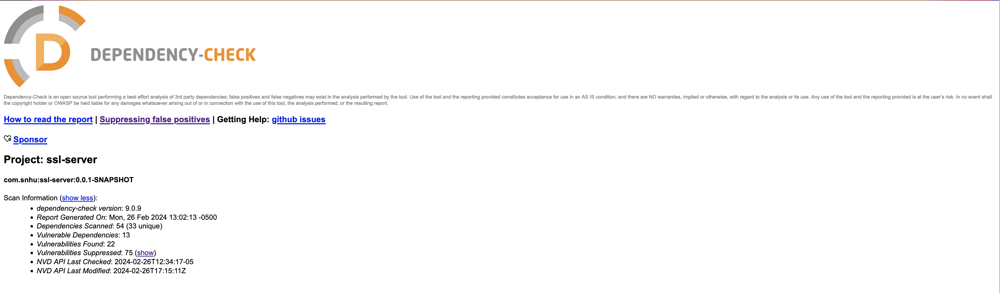 D
DEPENDENCY-CHECK
Dependency-Check is an open source tool performing a best effort analysis of 3rd party dependencies; false positives and false negatives may exist in the analysis performed by the tool. Use of the tool and the reporting provided constitutes acceptance for use in an AS IS condition, and there are NO warranties, implied or otherwise, with regard to the analysis or its use. Any use of the tool and the reporting provided is at the user’s risk. In no event shall
the copyright holder or OWASP be held liable for any damages whatsoever arising out of or in connection with the use of this tool, the analysis performed, or the resulting report.
How to read the report | Suppressing false positives | Getting Help: github issues
Sponsor
Project: ssl-server
com.snhu:ssl-server:0.0.1-SNAPSHOT
Scan Information (show less):
• dependency-check version: 9.0.9
• Report Generated On: Mon, 26 Feb 2024 13:02:13 -0500
• Dependencies Scanned: 54 (33 unique)
• Vulnerable Dependencies: 13
• Vulnerabilities Found: 22
• Vulnerabilities Suppressed: 75 (show)
• NVD API Last Checked: 2024-02-26T12:34:17-05
• NVD API Last Modified: 2024-02-26T17:15:11Z